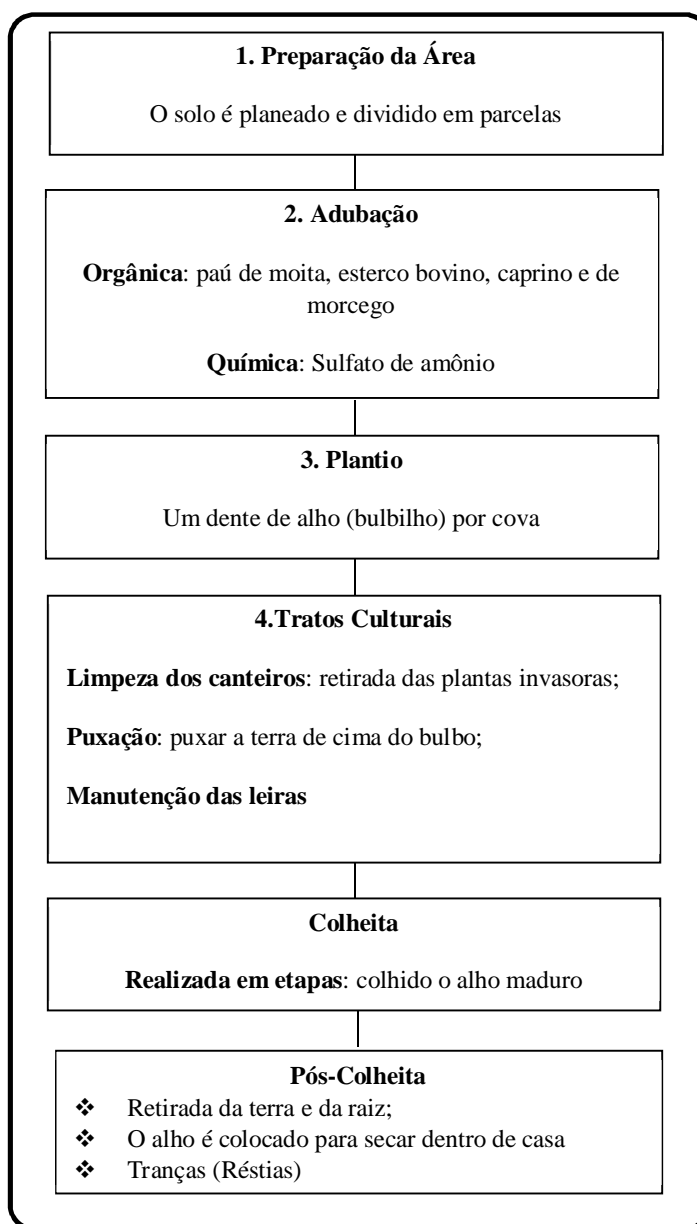 1. Preparação da Área
O solo é planeado e dividido em parcelas
2. Adubação
Orgânica: paú de moita, esterco bovino, caprino e de
morcego
Química: Sulfato de amônio
3. Plantio
Um dente de alho (bulbilho) por cova
4.Tratos Culturais
Limpeza dos canteiros: retirada das plantas invasoras;
Puxação: puxar a terra de cima do bulbo;
Manutenção das leiras
Colheita
Realizada em etapas: colhido o alho maduro
Pós-Colheita
❖ Retirada da terra e da raiz;
❖ O alho é colocado para secar dentro de casa
❖ Tranças (Réstias)